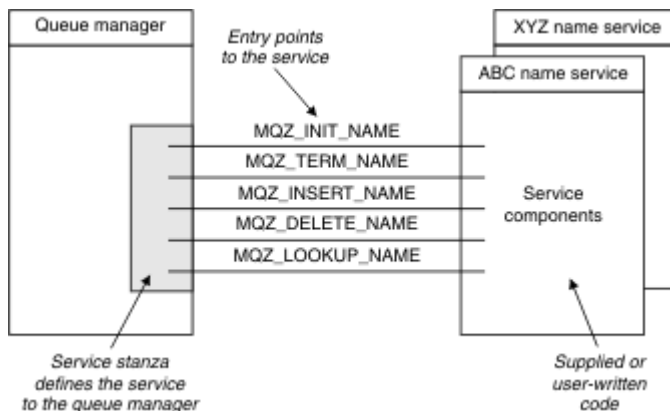 Queue manager
Entry points
to the service
XYZ name service
ABC name service
MQZ_INIT_NAME
MQZ_TERM_NAME
MQZ_INSERT_NAME
MQZ_DELETE_NAME
MQZ_LOOKUP_NAME
Service
components
Service stanza
defines the service
to the queue manager
Supplied or
user-written
code